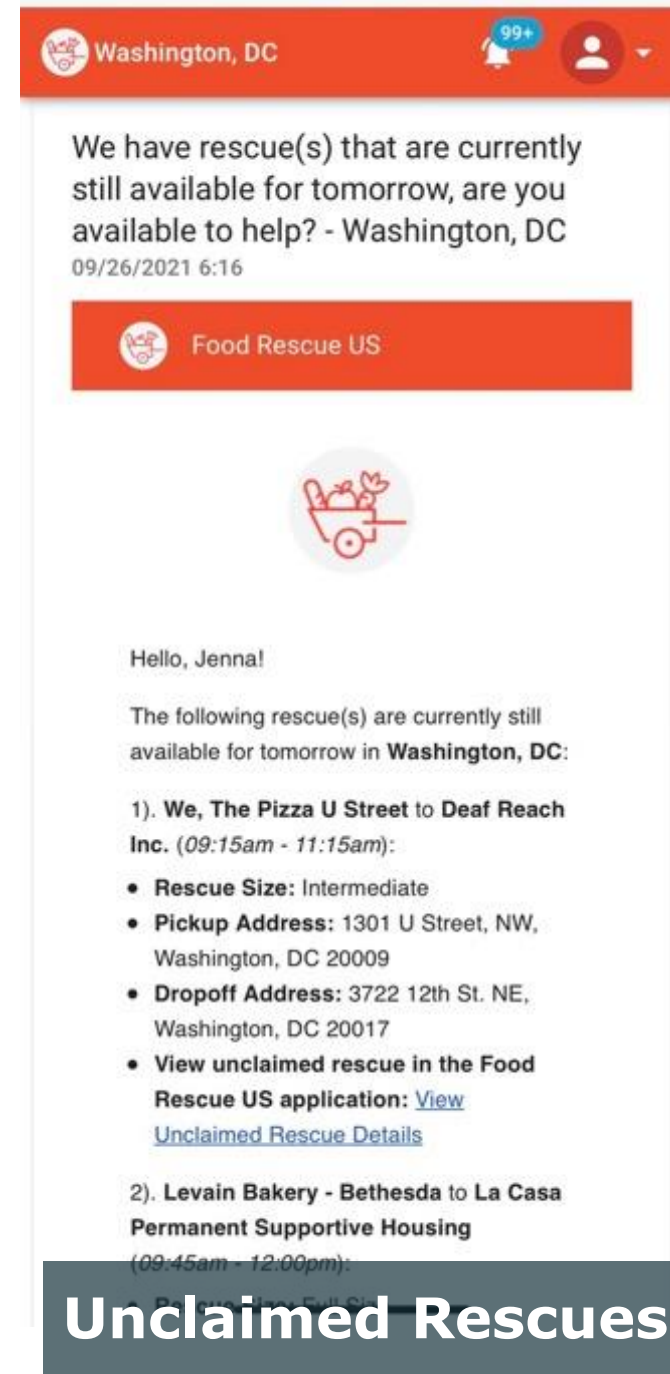 Washington, DC
99+
We have rescue(s) that are currently
still available for tomorrow, are you
available to help? - Washington, DC
09/26/2021 6:16
Food Rescue US
Hello, Jenna!
The following rescue(s) are currently still
available for tomorrow in Washington, DC:
1). We, The Pizza U Street to Deaf Reach
Inc. (09:15am - 11:15am):
• Rescue Size: Intermediate
• Pickup Address: 1301 U Street, NW,
Washington, DC 20009
• Dropoff Address: 3722 12th St. NE,
Washington, DC 20017
• View unclaimed rescue in the Food
Rescue US application: View
Unclaimed Rescue Details
2). Levain Bakery - Bethesda to La Casa
Permanent Supportive Housing
(09:45am - 12:00pm):
Unclaimed Rescues